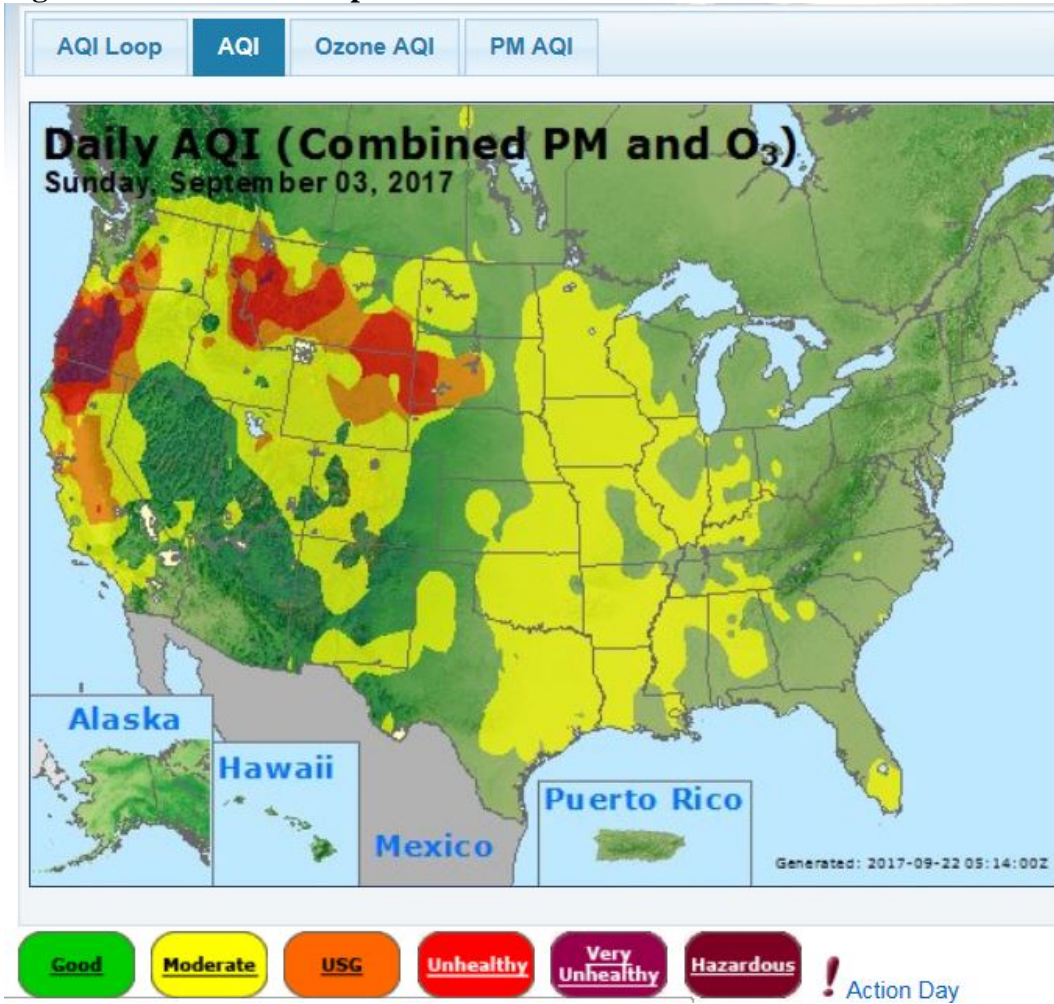 AQI Loop
AQI
Ozone AQI
PM AQI
Daily AQI (Combined PM and O₃)
Sunday, September 03, 2017
Alaska
Hawaii
Mexico
Puerto Rico
Generated: 2017-09-22 05:14:00Z
Good
Moderate
USG
Unhealthy
Very
Unhealthy
Hazardous
! Action Day